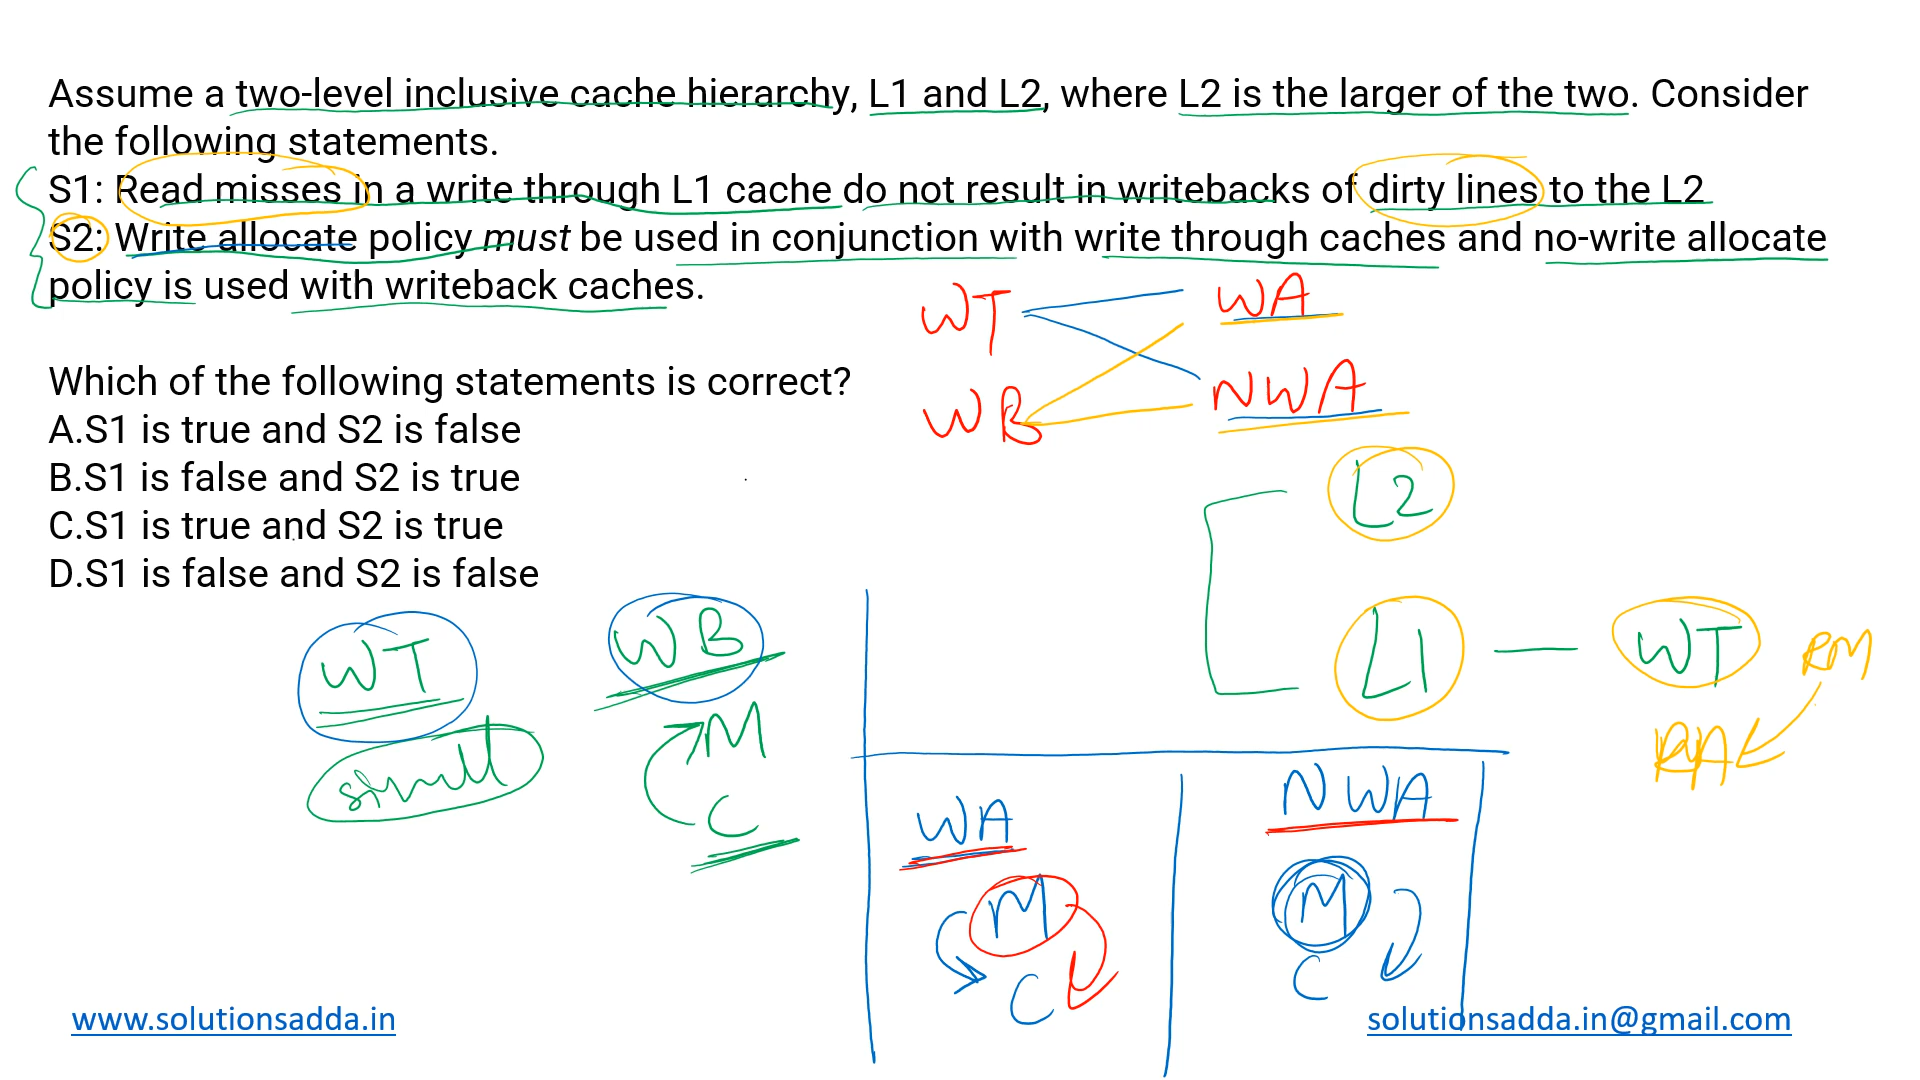 Assume a two-level inclusive cache hierarchy, L1 and L2, where L2 is the larger of the two. Consider
the following statements.
S1: Read misses in a write through L1 cache do not result in writebacks of dirty lines to the L2
S2: Write allocate policy must be used in conjunction with write through caches and no-write allocate
policy is used with writeback caches.
WT WA
WB NWA
Which of the following statements is correct?
A.S1 is true and S2 is false
B.S1 is false and S2 is true
C.S1 is true and S2 is true
D.S1 is false and S2 is false
L2
WT WB L1 WT RM
M RA
simult
C
WA NWA
M M
C C
www.solutionsadda.in solutionsadda.in@gmail.com